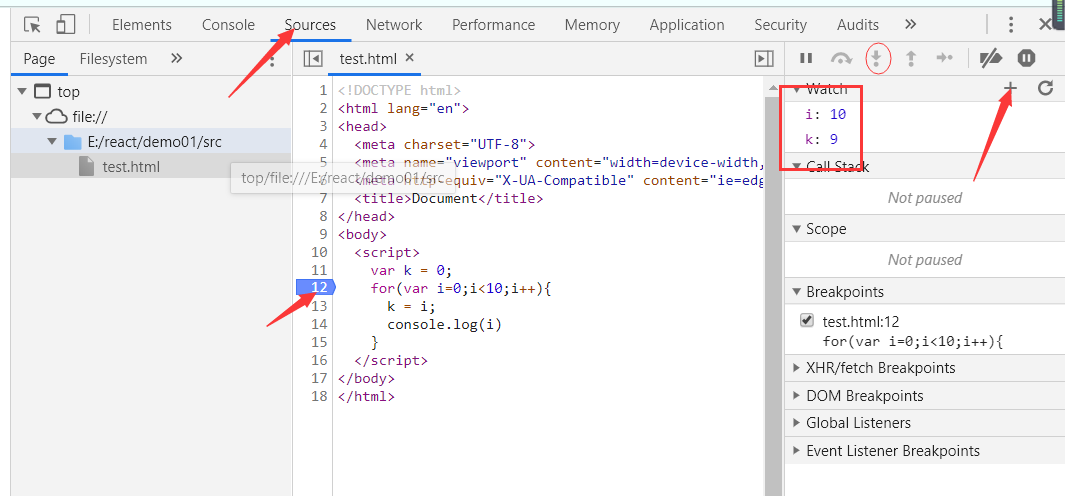 Elements Console Sources Network Performance Memory Application Security Audits
Page Filesystem
top
file://
E:/react/demo01/src
test.html
top/file:///E:/react/demo01/src
test.html ×
1 <!DOCTYPE html>
2 <html lang="en">
3 <head>
4 <meta charset="UTF-8">
5 <meta name="viewport" content="width=device-width,
6 <meta http-equiv="X-UA-Compatible" content="ie=edg
7 <title>Document</title>
8 </head>
9 <body>
10 <script>
11 var k = 0;
12 for(var i=0;i<10;i++){
13 k = i;
14 console.log(i)
15 }
16 </script>
17 </body>
18 </html>
Watch
i: 10
k: 9
Call Stack
Not paused
Scope
Not paused
Breakpoints
test.html:12
for(var i=0;i<10;i++){
XHR/fetch Breakpoints
DOM Breakpoints
Global Listeners
Event Listener Breakpoints